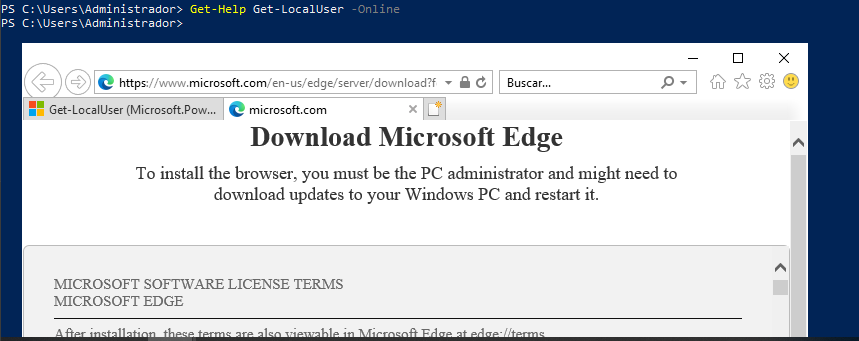 PS C:\Users\Administrador> Get-Help Get-LocalUser -Online
PS C:\Users\Administrador>
https://www.microsoft.com/en-us/edge/server/download?f
Buscar...
Get-LocalUser (Microsoft.Pow...
microsoft.com
Download Microsoft Edge
To install the browser, you must be the PC administrator and might need to
download updates to your Windows PC and restart it.
MICROSOFT SOFTWARE LICENSE TERMS
MICROSOFT EDGE
After installation, these terms are also viewable in Microsoft Edge at edge://terms